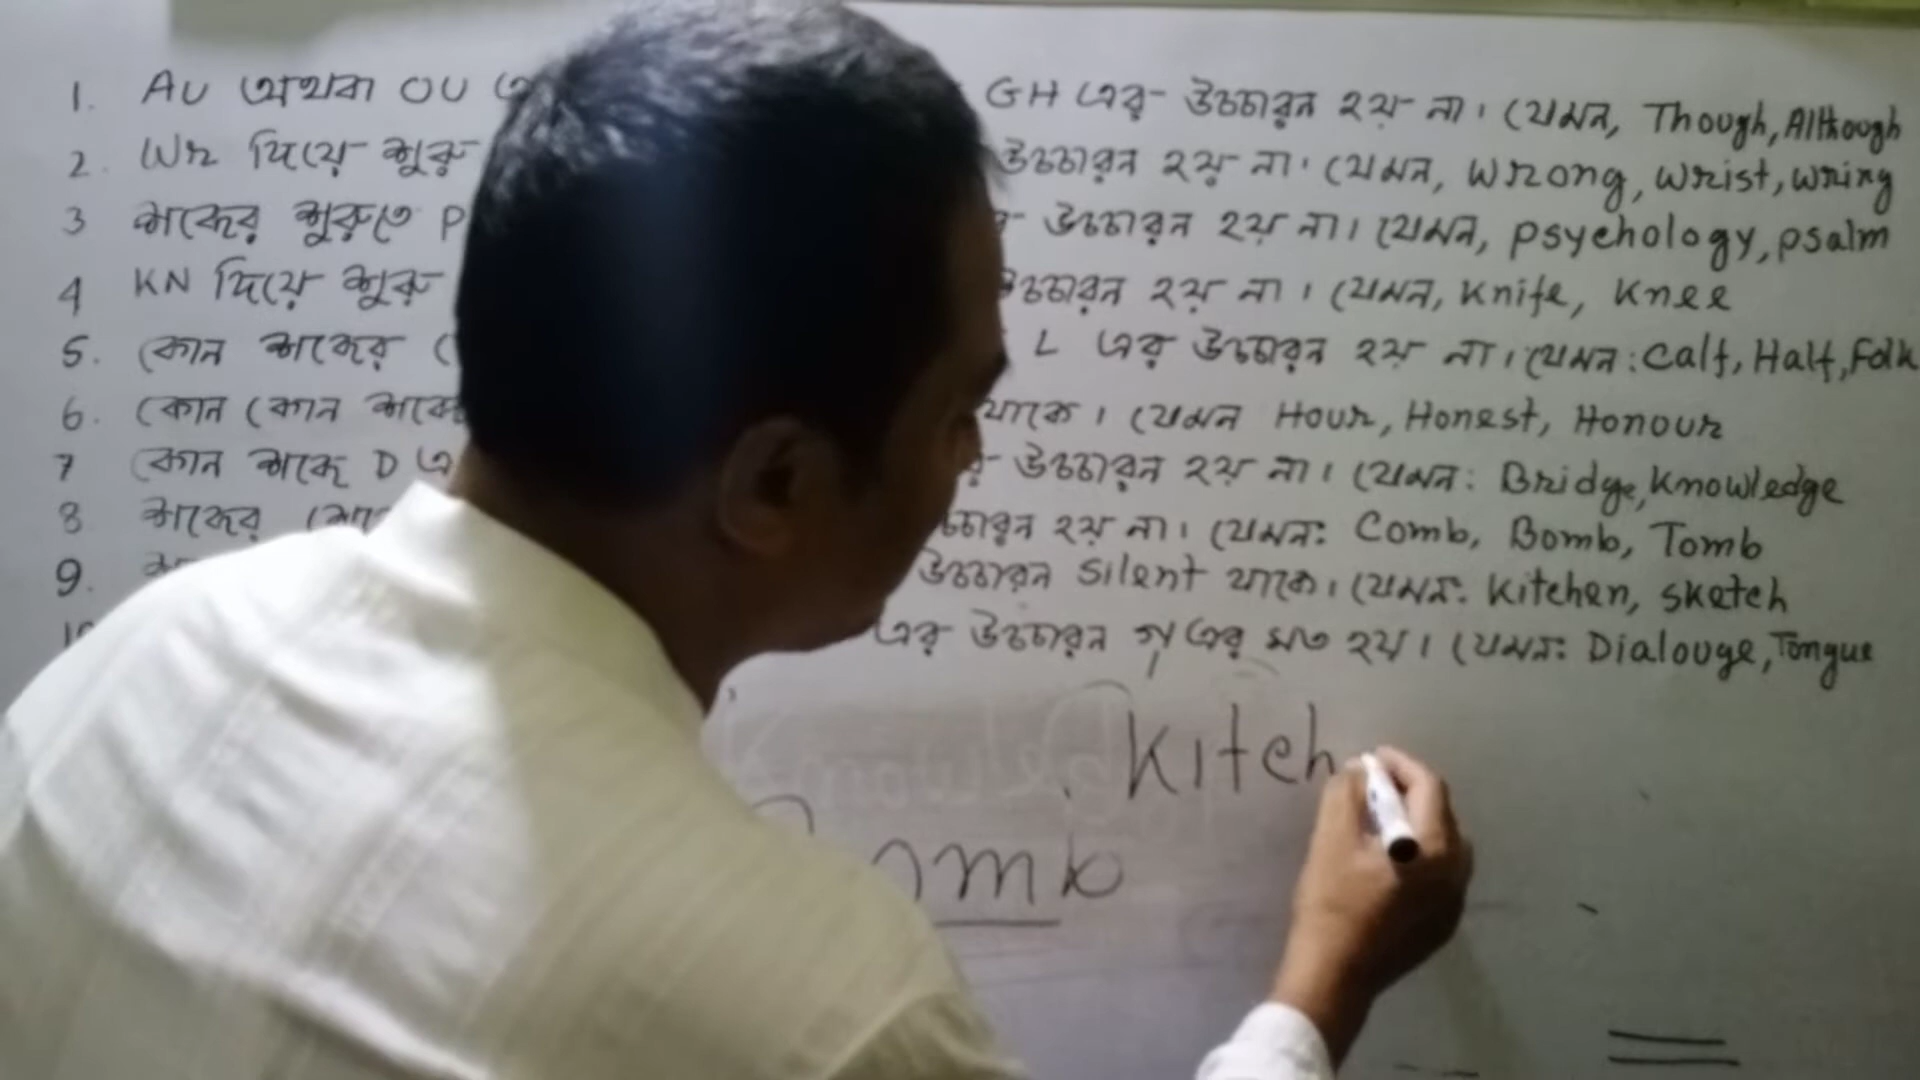 1. AU অথবা OU GH এর উচ্চারন হয় না। যেমন, Though, Although
2. Wr দিয়ে শুরু উচ্চারন হয় না। যেমন, Wrong, Wrist, Wring
3 শব্দের শুরুতে P উচ্চারন হয় না। যেমন, Psychology, Psalm
4 KN দিয়ে শুরু উচ্চারন হয় না। যেমন, Knife, Knee
5. কোন শব্দের L এর উচ্চারন হয় না। যেমন: Calf, Half, Folk
6. কোন কোন শব্দে থাকে। যেমন Hour, Honest, Honour
7 কোন শব্দে D উচ্চারন হয় না। যেমন: Bridge, Knowledge
8 শব্দের হয় না। যেমন: Comb, Bomb, Tomb
9. উচ্চারন Silent থাকে। যেমন: Kitchen, Sketch
এর উচ্চারন গ এর মত হয়। যেমন: Dialouge, Tongue
Kitch
omb